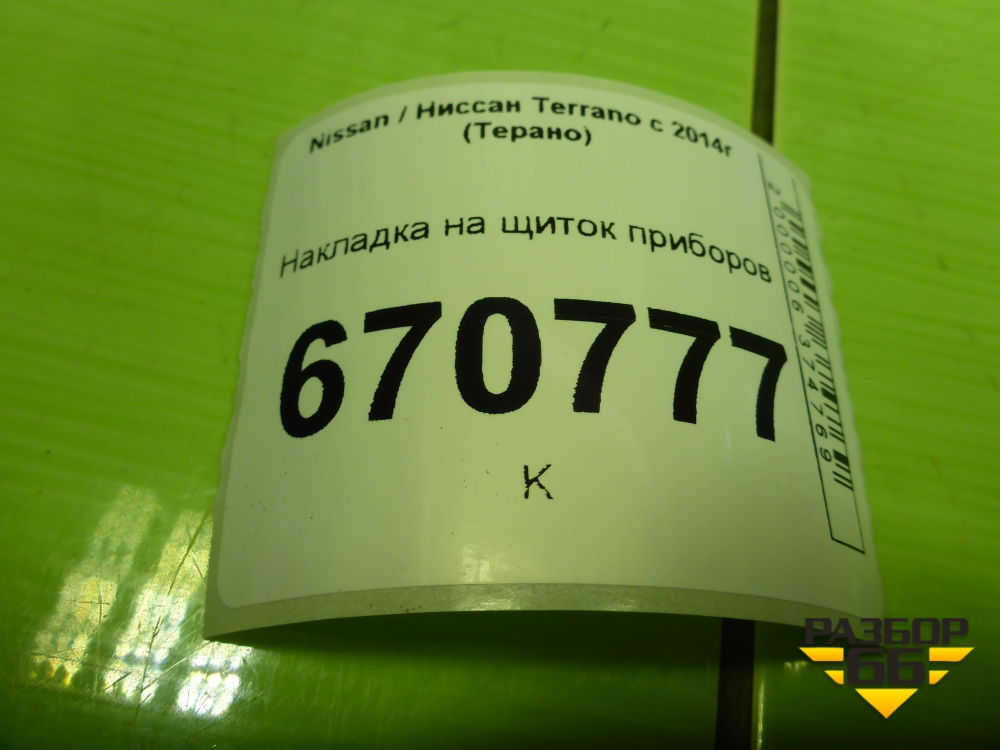 Nissan / Ниссан Terrano с 2014г
(Терано)
Накладка на щиток приборов
670777
К
2000006374769
РАЗБОР
66